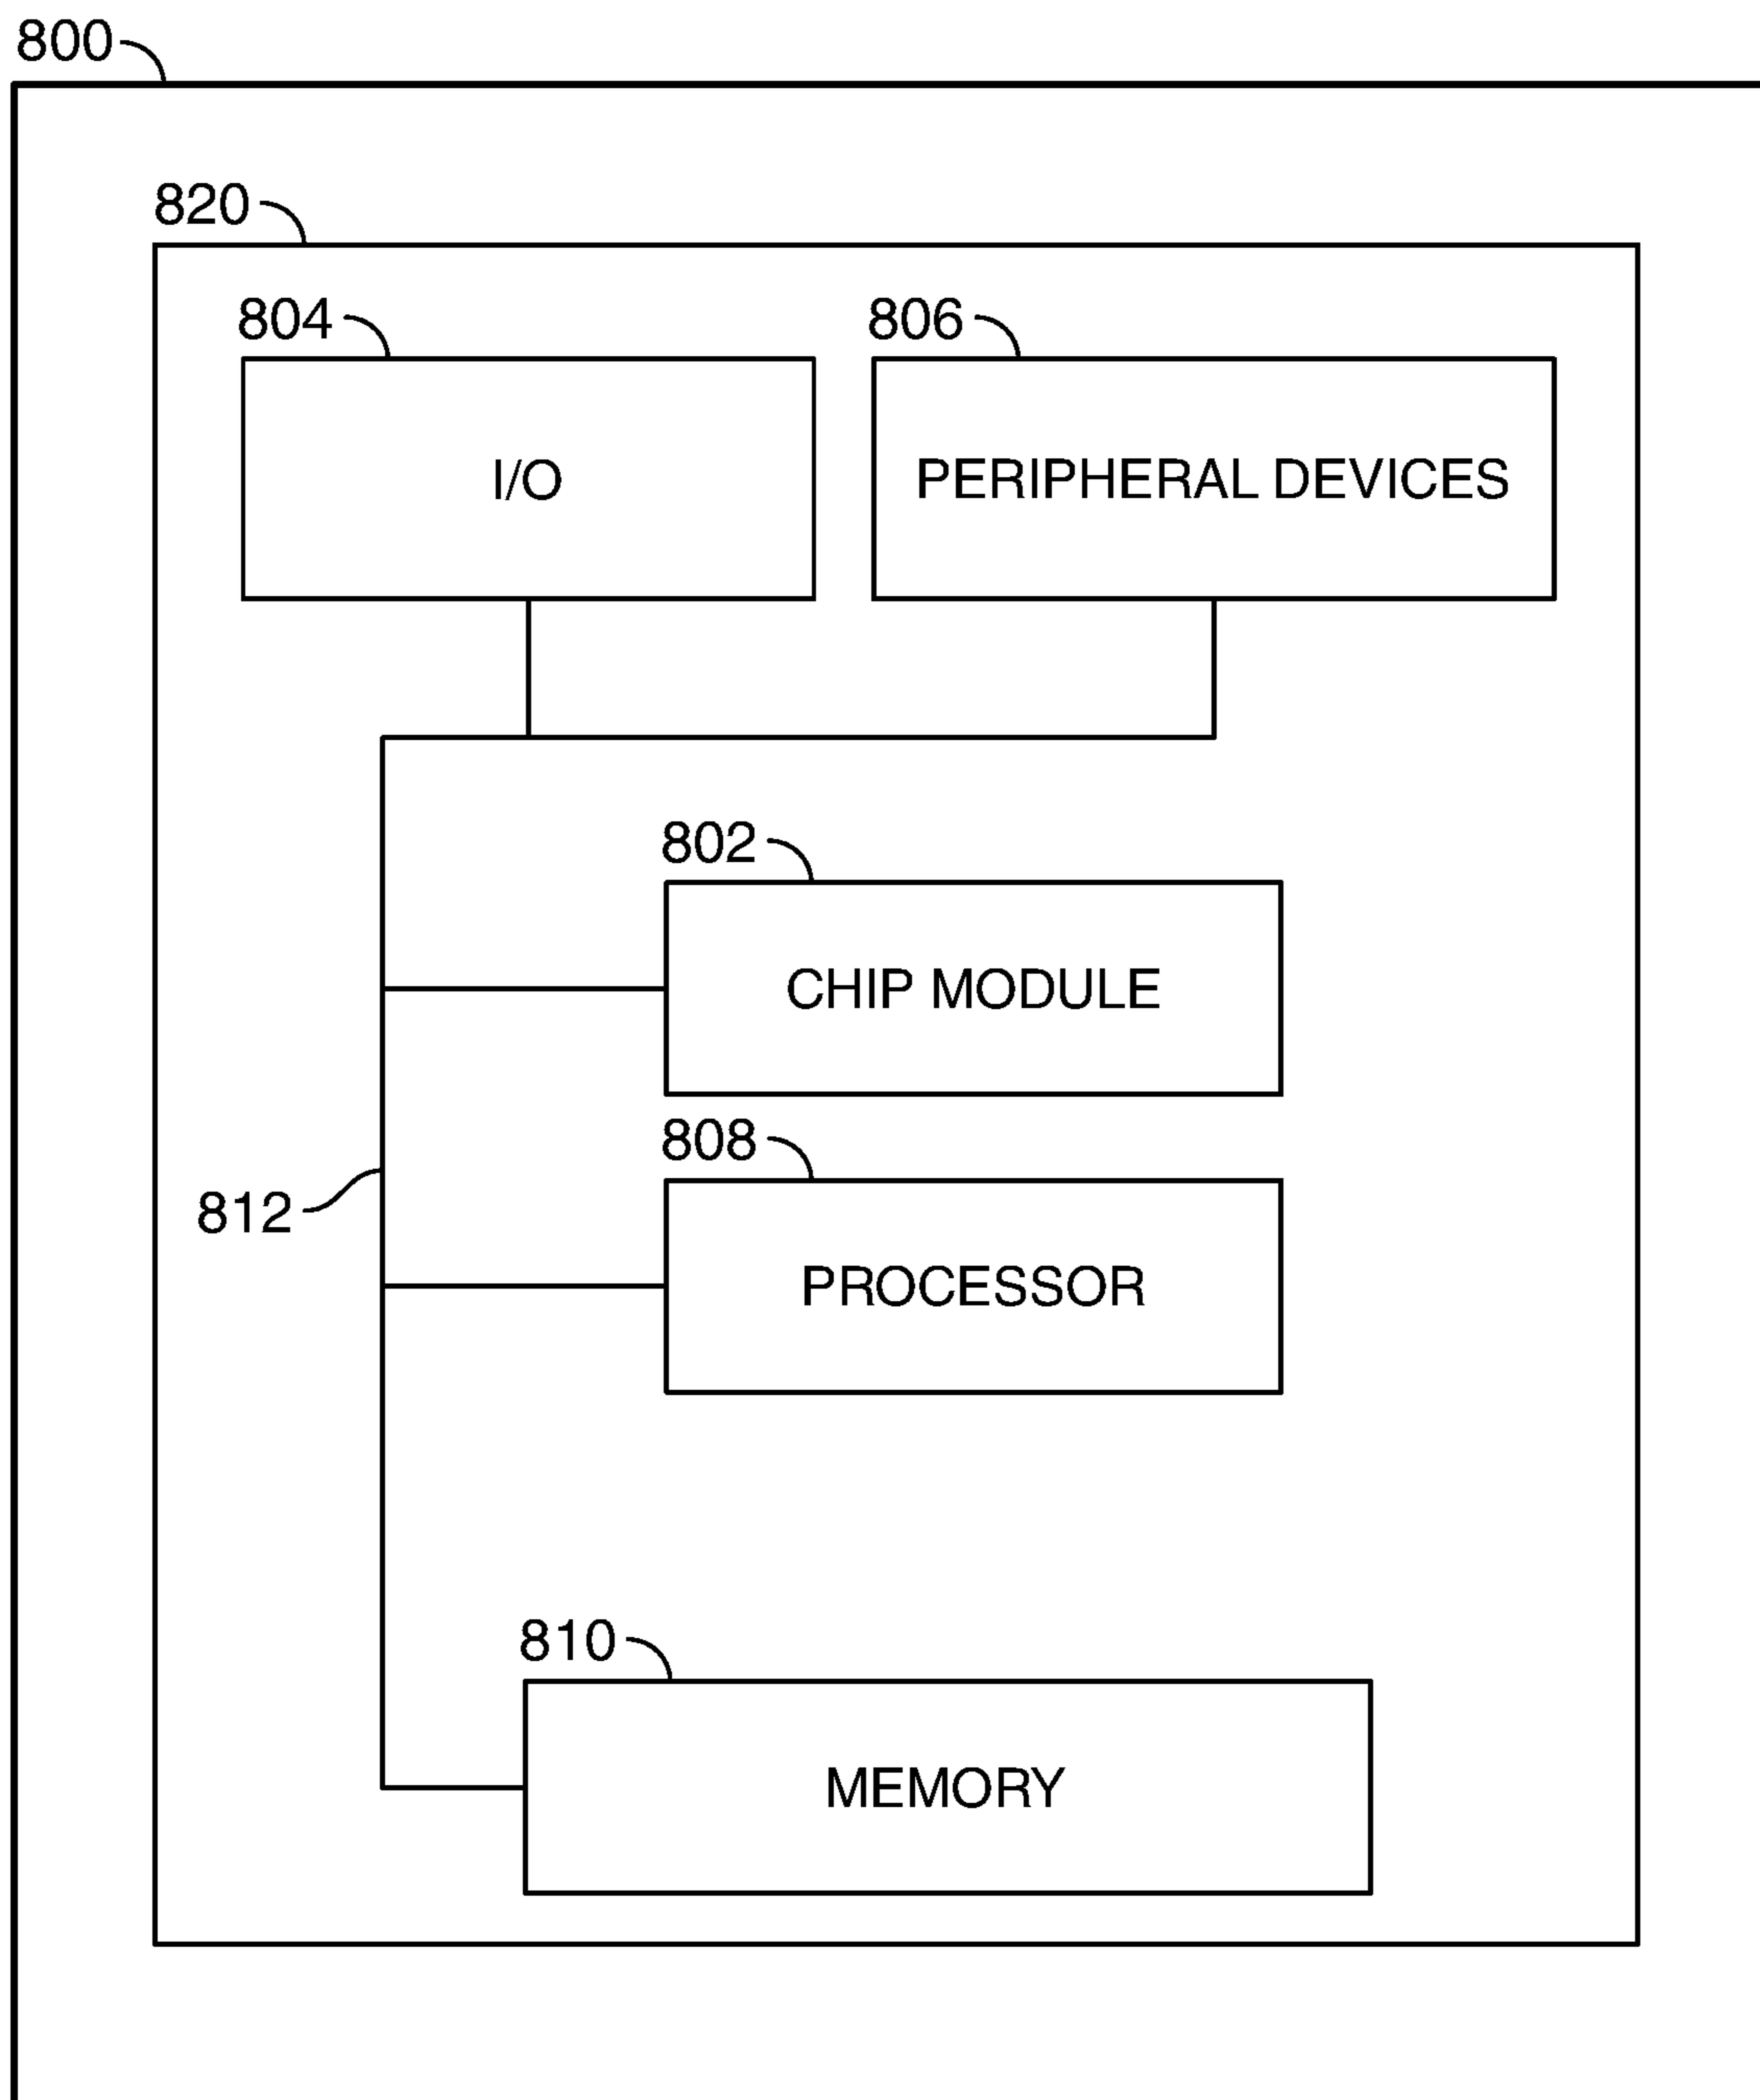 800
820
804
806
I/O
PERIPHERAL DEVICES
802
CHIP MODULE
808
812
PROCESSOR
810
MEMORY